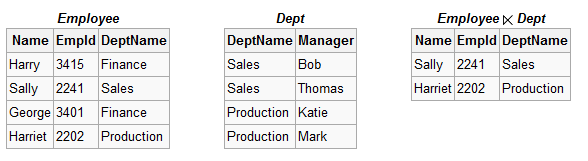 Employee
Name EmpId DeptName
Harry 3415 Finance
Sally 2241 Sales
George 3401 Finance
Harriet 2202 Production
Dept
DeptName Manager
Sales Bob
Sales Thomas
Production Katie
Production Mark
Employee ⋉ Dept
Name EmpId DeptName
Sally 2241 Sales
Harriet 2202 Production